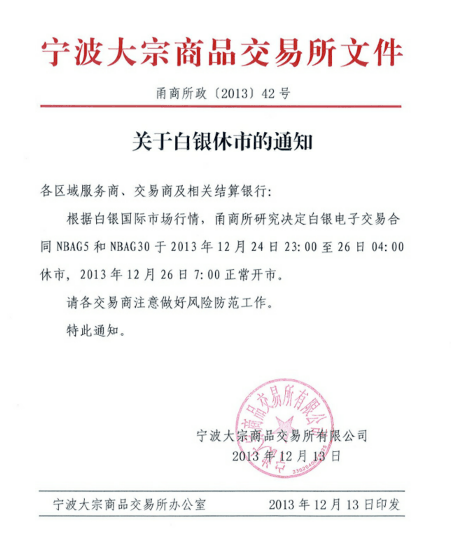 宁波大宗商品交易所文件
甬商所政〔2013〕42 号
关于白银休市的通知
各区域服务商、交易商及相关结算银行:
根据白银国际市场行情，甬商所研究决定白银电子交易合
同 NBAG5 和 NBAG30 于 2013 年 12 月 24 日 23:00 至 26 日 04:00
休市，2013 年 12 月 26 日 7:00 正常开市。
请各交易商注意做好风险防范工作。
特此通知。
宁波大宗商品交易所有限公司
宁波大宗商品交易所有限公司
2013 年 12 月 13 日
宁波大宗商品交易所办公室 2013 年 12 月 13 日印发